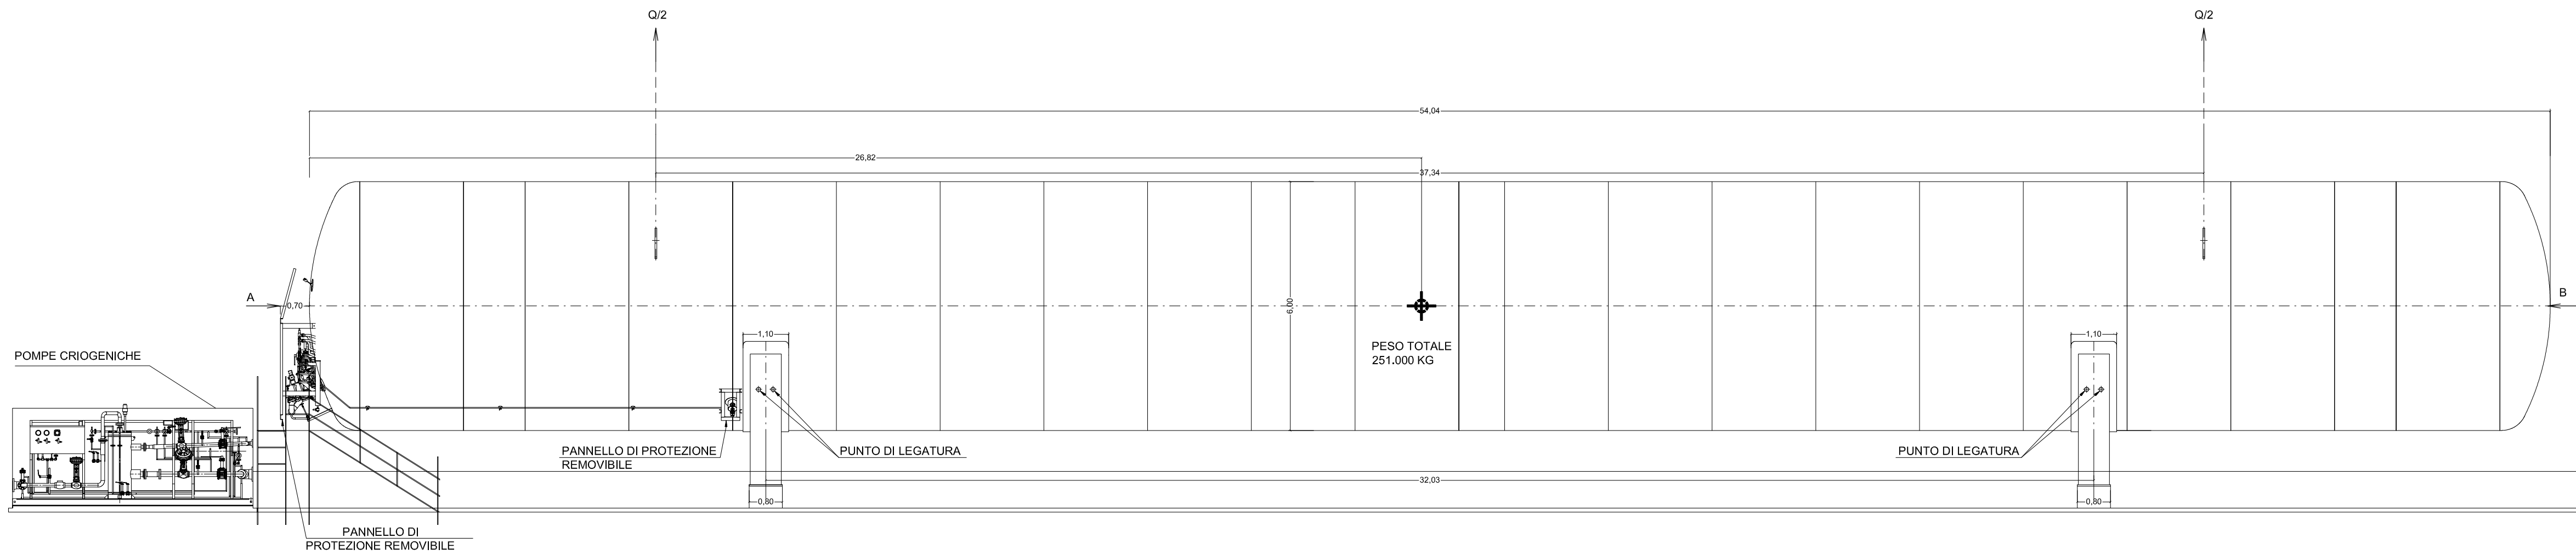 Q/2
Q/2
54,04
26,82
37,34
A
0,70
6,00
B
1,10
1,10
PESO TOTALE
251.000 KG
POMPE CRIOGENICHE
PANNELLO DI PROTEZIONE
REMOVIBILE
PUNTO DI LEGATURA
PUNTO DI LEGATURA
32,03
0,80
0,80
PANNELLO DI
PROTEZIONE REMOVIBILE